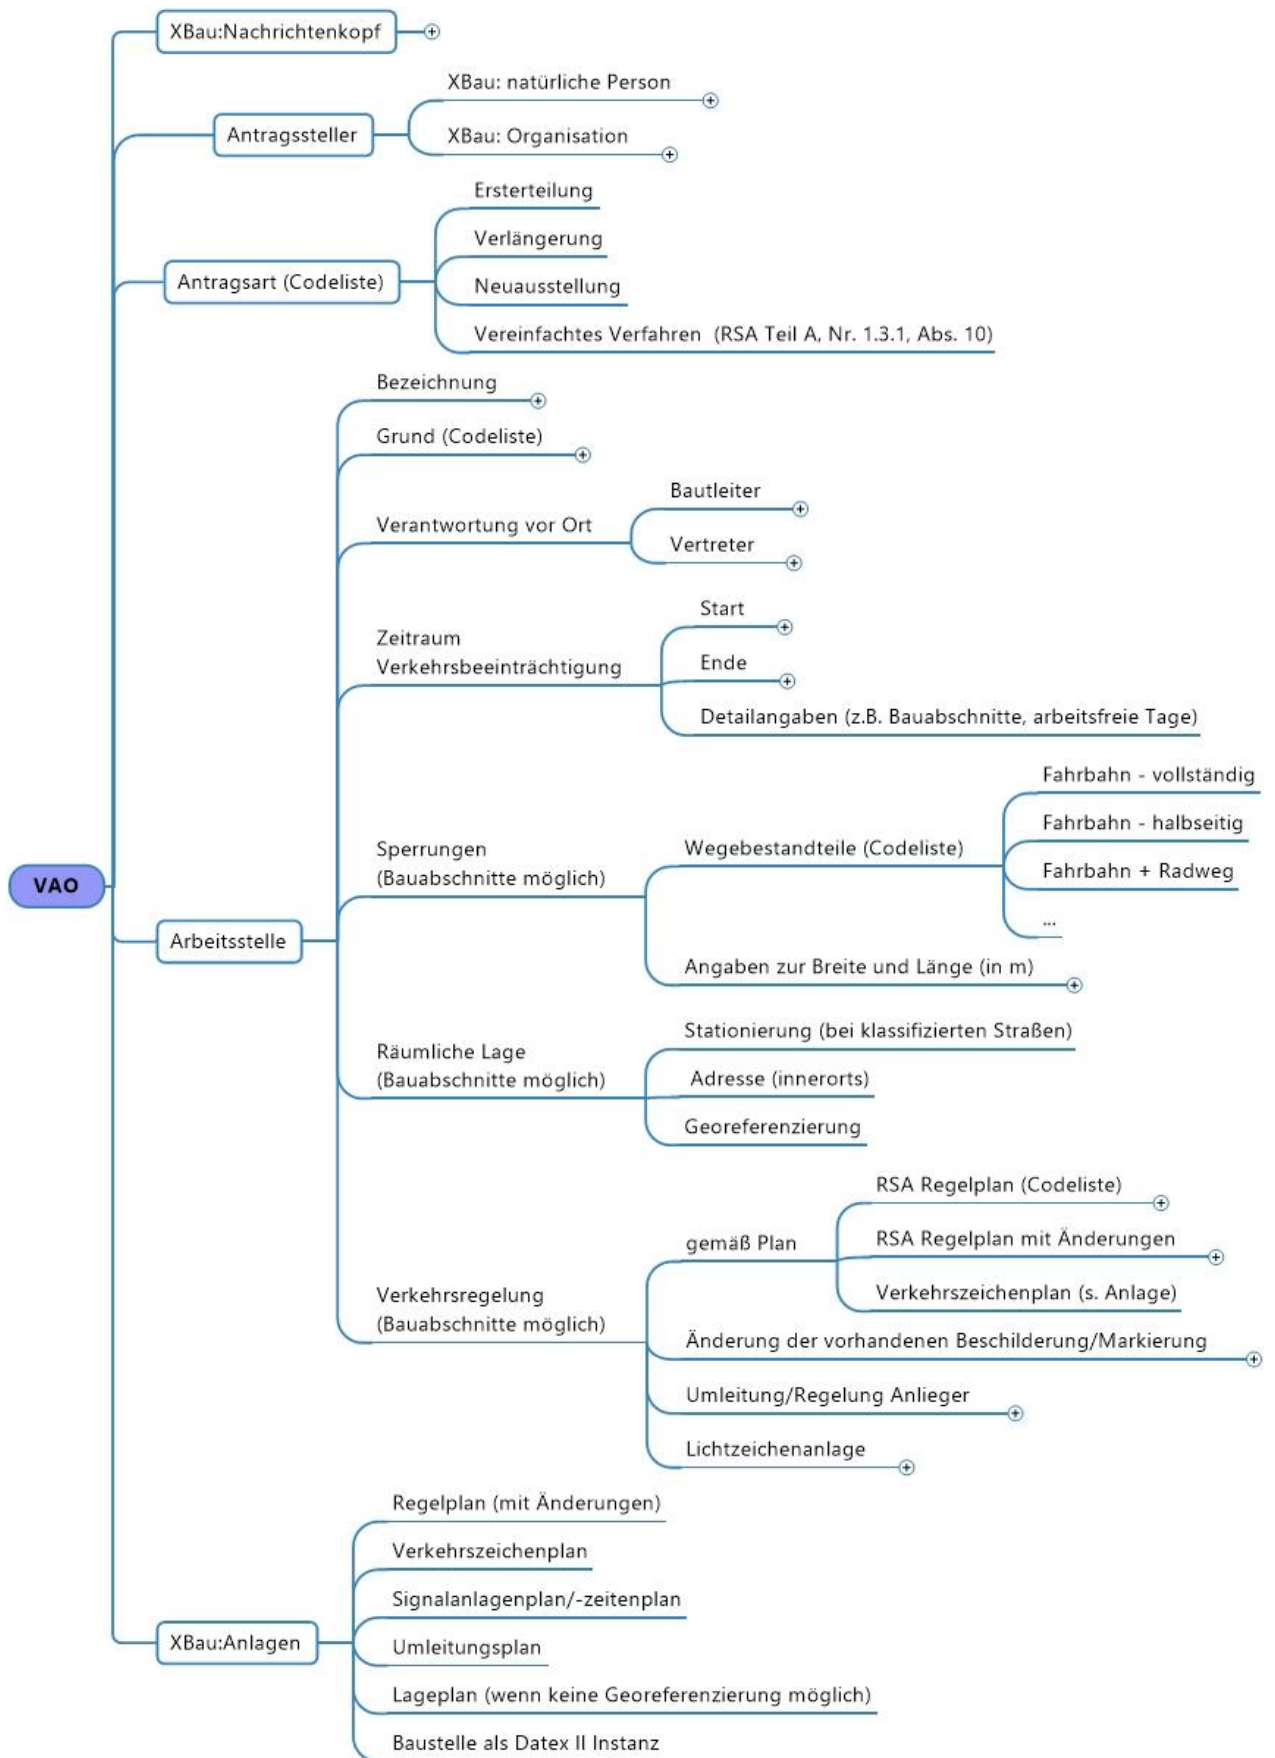 XBau:Nachrichtenkopf
XBau: natürliche Person
Antragssteller
XBau: Organisation
Ersterteilung
Verlängerung
Antragsart (Codeliste)
Neuausstellung
Vereinfachtes Verfahren (RSA Teil A, Nr. 1.3.1, Abs. 10)
Bezeichnung
Grund (Codeliste)
Bautleiter
Verantwortung vor Ort
Vertreter
Start
Zeitraum
Verkehrsbeeinträchtigung
Ende
Detailangaben (z.B. Bauabschnitte, arbeitsfreie Tage)
Fahrbahn - vollständig
Fahrbahn - halbseitig
Sperrungen
(Bauabschnitte möglich)
Wegebestandteile (Codeliste)
Fahrbahn + Radweg
...
VAO
Arbeitsstelle
Angaben zur Breite und Länge (in m)
Stationierung (bei klassifizierten Straßen)
Räumliche Lage
(Bauabschnitte möglich)
Adresse (innerorts)
Georeferenzierung
RSA Regelplan (Codeliste)
gemäß Plan
RSA Regelplan mit Änderungen
Verkehrszeichenplan (s. Anlage)
Verkehrsregelung
(Bauabschnitte möglich)
Änderung der vorhandenen Beschilderung/Markierung
Umleitung/Regelung Anlieger
Lichtzeichenanlage
Regelplan (mit Änderungen)
Verkehrszeichenplan
Signalanlagenplan/-zeitenplan
XBau:Anlagen
Umleitungsplan
Lageplan (wenn keine Georeferenzierung möglich)
Baustelle als Datex II Instanz